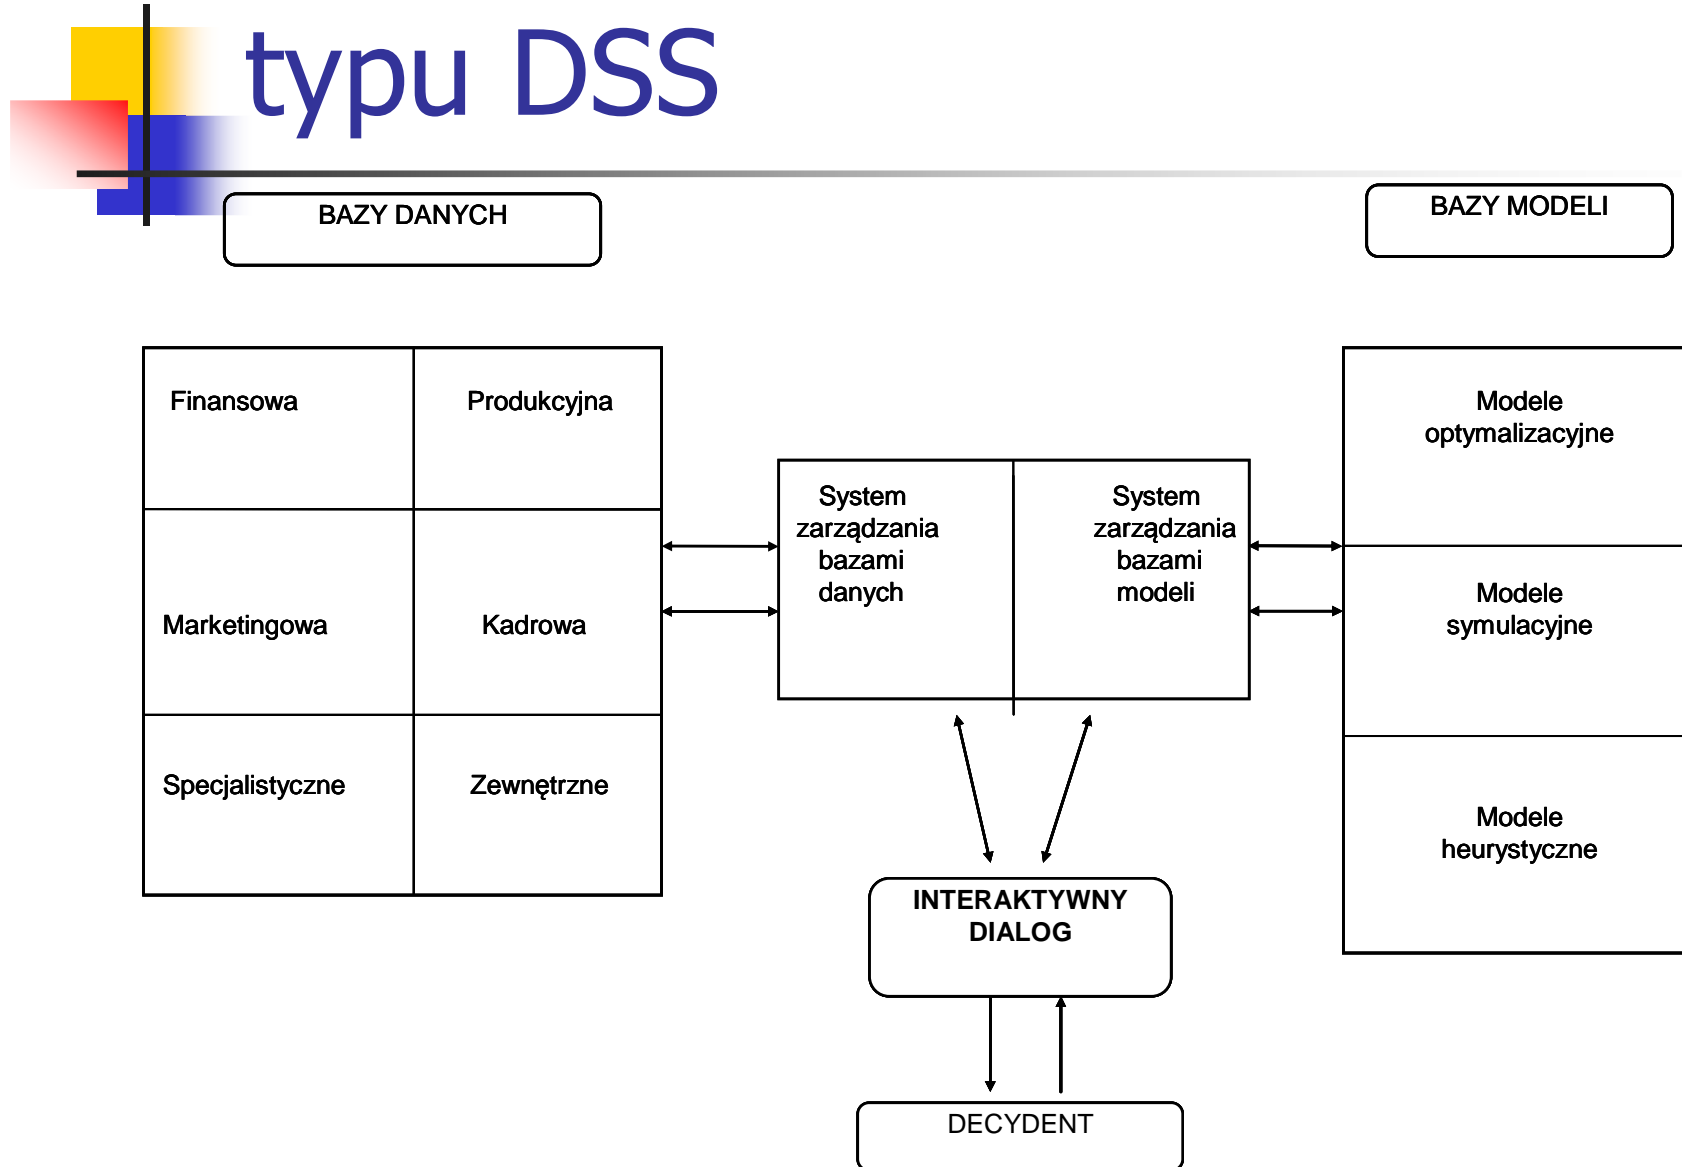 typu DSS
BAZY DANYCH
BAZY MODELI
Finansowa
Produkcyjna
Marketingowa
Kadrowa
Specjalistyczne
Zewnętrzne
System
zarządzania
bazami
danych
System
zarządzania
bazami
modeli
Modele
optymalizacyjne
Modele
symulacyjne
Modele
heurystyczne
INTERAKTYWNY
DIALOG
DECYDENT